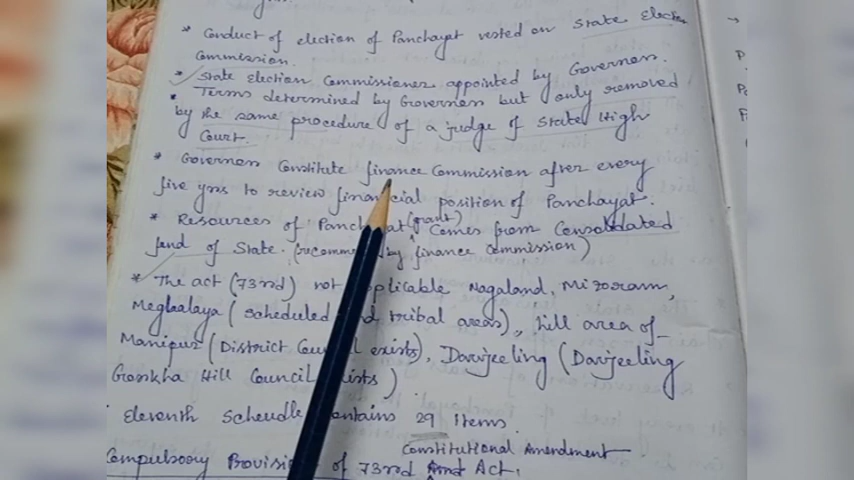 * Conduct of election of Panchayat vested on State Election
Commission.
* State Election Commissioner appointed by Governor.
* Terms determined by Governor but only removed
by the same procedure of a judge of State High
Court.
* Governor Constitute finance Commission after every
five yrs to review financial position of Panchayat.
* Resources of Panchayat (grant) Comes from Consolidated
fund of State. (recommend by finance Commission)
* The act (73rd) not applicable Nagaland, Mizoram,
Meghalaya (Scheduled and tribal areas), hill area of
Manipur (District Council exists), Darjeeling (Darjeeling
Gorkha Hill Council exists)
Eleventh Scheudle contains 29 items.
Constitutional Amendment
Compulsory Provision of 73rd Act.